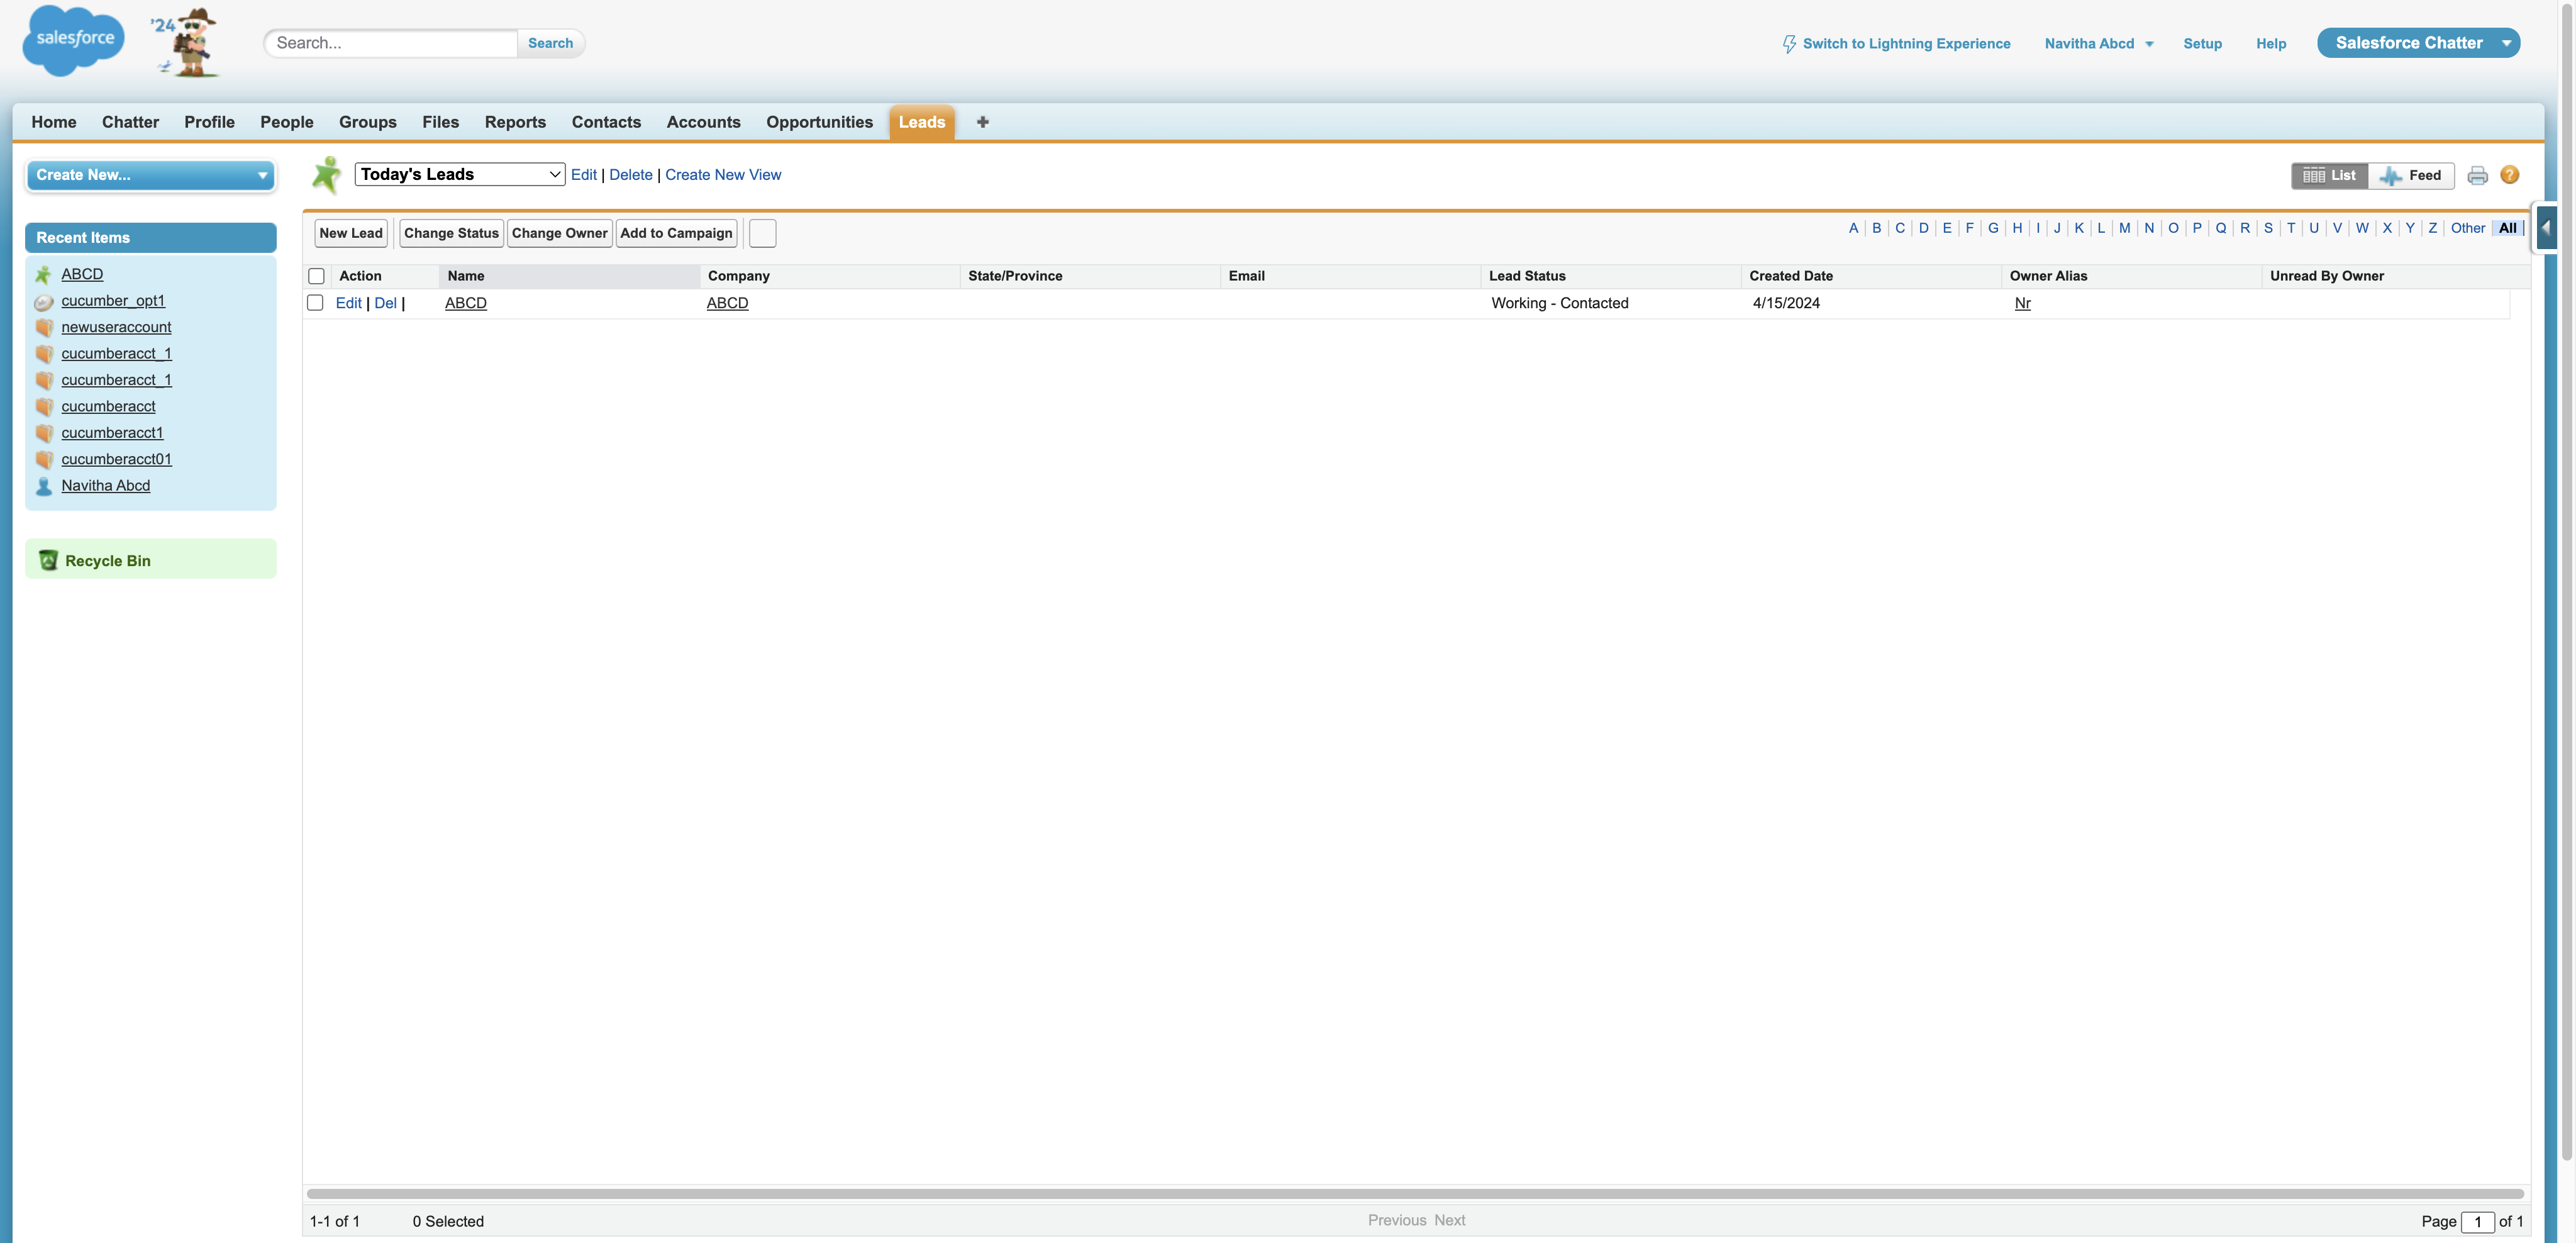 salesforce
'24
Search...
Search
Switch to Lightning Experience
Navitha Abcd
Setup
Help
Salesforce Chatter
Home
Chatter
Profile
People
Groups
Files
Reports
Contacts
Accounts
Opportunities
Leads
+
Create New...
Today's Leads
Edit | Delete | Create New View
List
Feed
?
Recent Items
ABCD
cucumber_opt1
newuseraccount
cucumberacct_1
cucumberacct_1
cucumberacct
cucumberacct1
cucumberacct01
Navitha Abcd
Recycle Bin
New Lead
Change Status
Change Owner
Add to Campaign
A | B | C | D | E | F | G | H | I | J | K | L | M | N | O | P | Q | R | S | T | U | V | W | X | Y | Z | Other | All |
Action
Name
Company
State/Province
Email
Lead Status
Created Date
Owner Alias
Unread By Owner
Edit | Del |
ABCD
ABCD
Working - Contacted
4/15/2024
Nr
1-1 of 1
0 Selected
Previous Next
Page 1 of 1